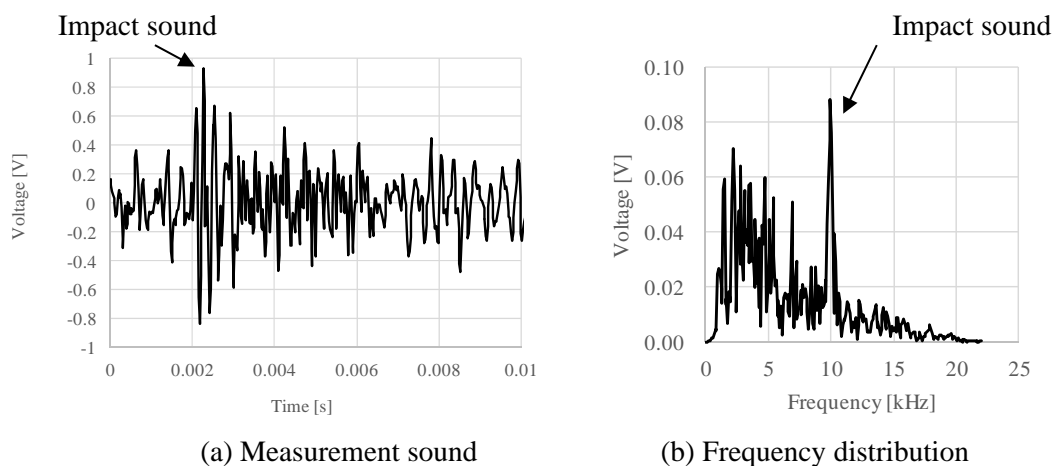 Impact sound
1
0.8
0.6
0.4
0.2
0
-0.2
-0.4
-0.6
-0.8
-1
Voltage [V]
0 0.002 0.004 0.006 0.008 0.01
Time [s]
(a) Measurement sound
Impact sound
0.10
0.08
0.06
0.04
0.02
0.00
Voltage [V]
0 5 10 15 20 25
Frequency [kHz]
(b) Frequency distribution